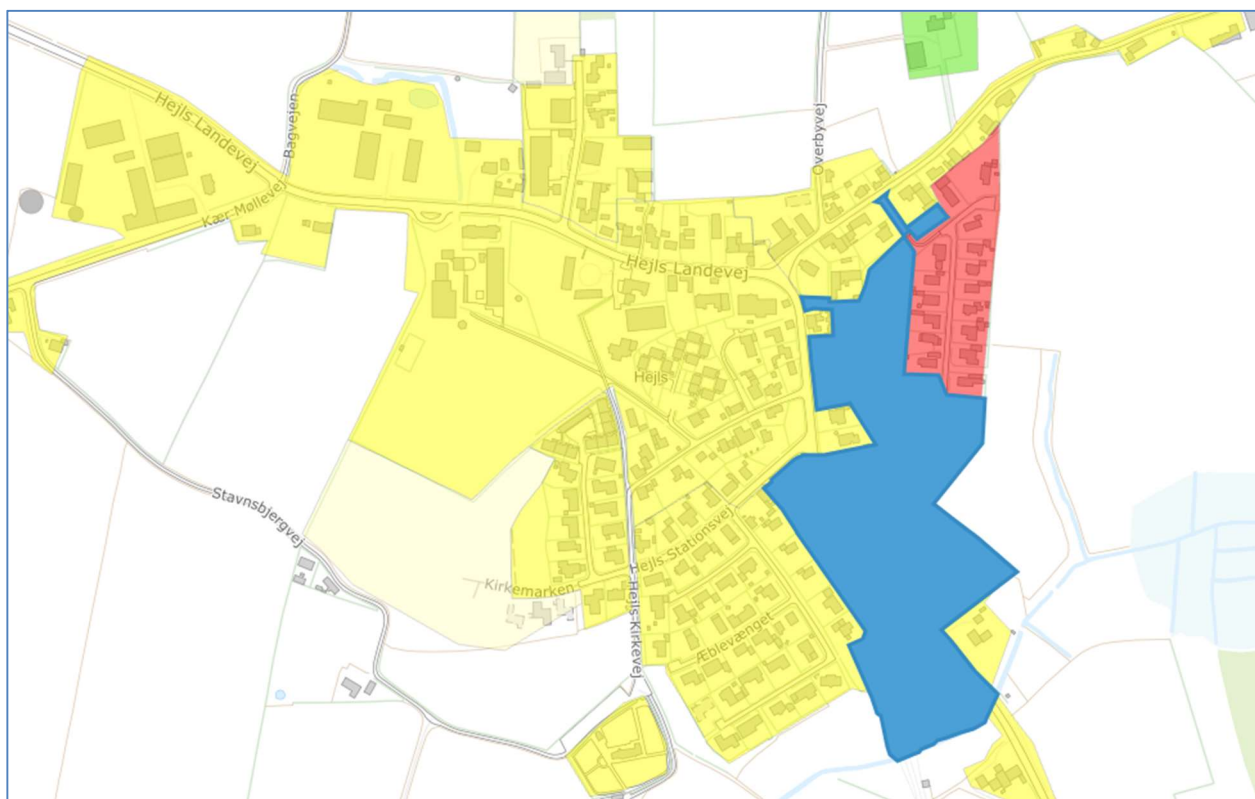 Hejls Landevej
Bagvejen
Overbyvej
Kær Møllevej
Hejls Landevej
Hejls
Stavnsbjergvej
Hejls Stationsvej
Kirkemarken
Hejls Kirkevej
Æblevænget